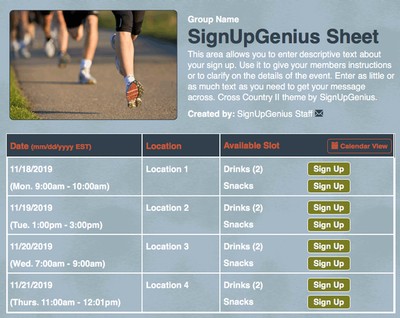 Group Name
SignUpGenius Sheet
This area allows you to enter descriptive text about
your sign up. Use it to give your members instructions
or to clarify on the details of the event. Enter as little or
as much text as you need to get your message
across. Cross Country II theme by SignUpGenius.
Created by: SignUpGenius Staff
Date (mm/dd/yyyy EST) Location Available Slot Calendar View
11/18/2019 Location 1 Drinks (2) Sign Up
(Mon. 9:00am - 10:00am) Snacks Sign Up
11/19/2019 Location 2 Drinks (2) Sign Up
(Tue. 1:00pm - 3:00pm) Snacks Sign Up
11/20/2019 Location 3 Drinks (2) Sign Up
(Wed. 7:00am - 9:00am) Snacks Sign Up
11/21/2019 Location 4 Drinks (2) Sign Up
(Thurs. 11:00am - 12:01pm) Snacks Sign Up